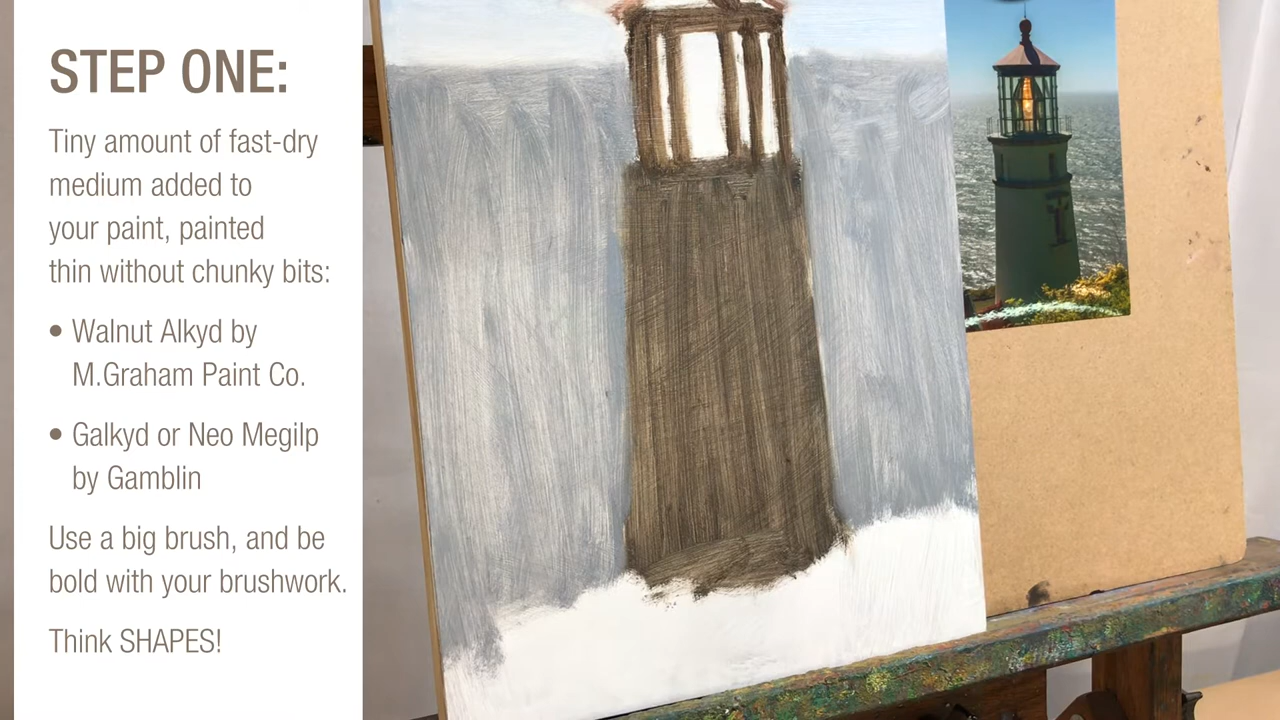 STEP ONE:
Tiny amount of fast-dry
medium added to
your paint, painted
thin without chunky bits:
• Walnut Alkyd by
M.Graham Paint Co.
• Galkyd or Neo Megilp
by Gamblin
Use a big brush, and be
bold with your brushwork.
Think SHAPES!